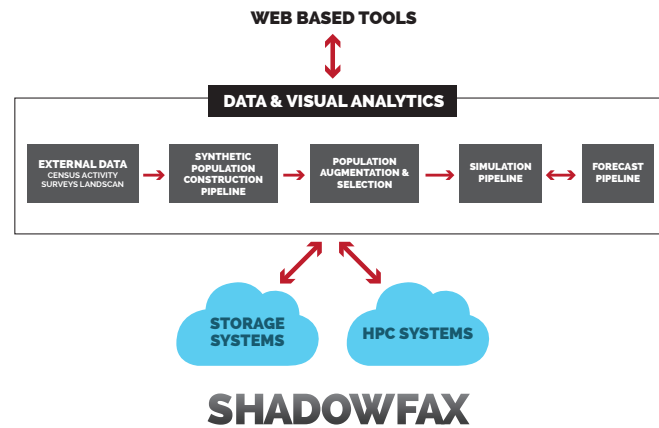 WEB BASED TOOLS
DATA & VISUAL ANALYTICS
EXTERNAL DATA
CENSUS ACTIVITY
SURVEYS LANDSCAN
SYNTHETIC
POPULATION
CONSTRUCTION
PIPELINE
POPULATION
AUGMENTATION &
SELECTION
SIMULATION
PIPELINE
FORECAST
PIPELINE
STORAGE
SYSTEMS
HPC SYSTEMS
SHADOWFAX